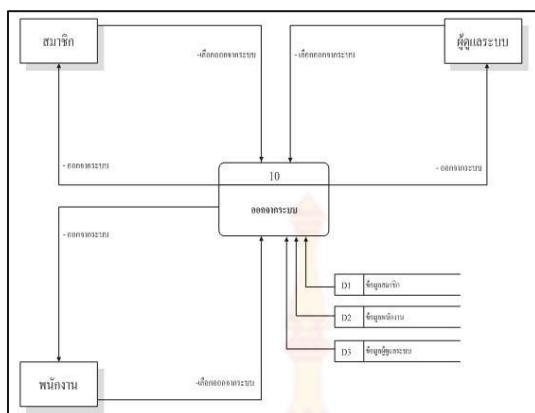 สมาชิก
ผู้ดูแลระบบ
-เลือกออกจากระบบ
-เลือกออกจากระบบ
- ออกจากระบบ
- ออกจากระบบ
10
ออกจากระบบ
- ออกจากระบบ
D1 ข้อมูลสมาชิก
D2 ข้อมูลพนักงาน
D3 ข้อมูลผู้ดูแลระบบ
พนักงาน
-เลือกออกจากระบบ